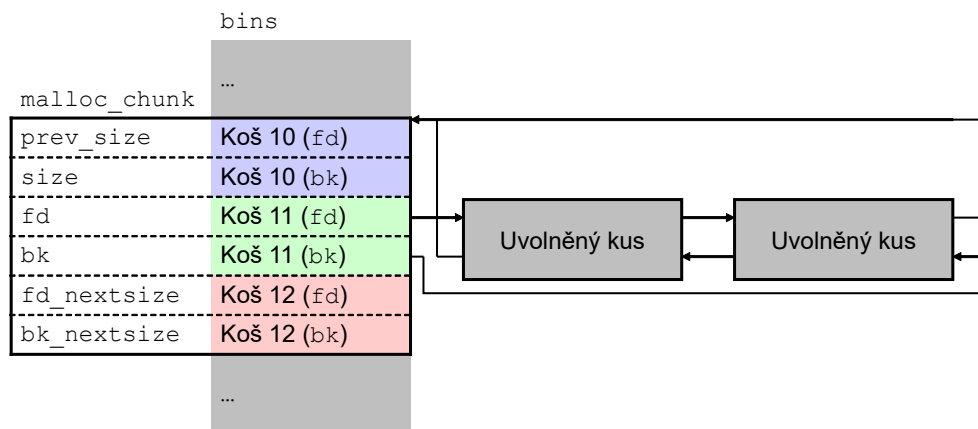 bins
…
malloc_chunk
prev_size Koš 10 (fd)
size Koš 10 (bk)
fd Koš 11 (fd)
bk Koš 11 (bk)
Uvolněný kus Uvolněný kus
fd_nextsize Koš 12 (fd)
bk_nextsize Koš 12 (bk)
…